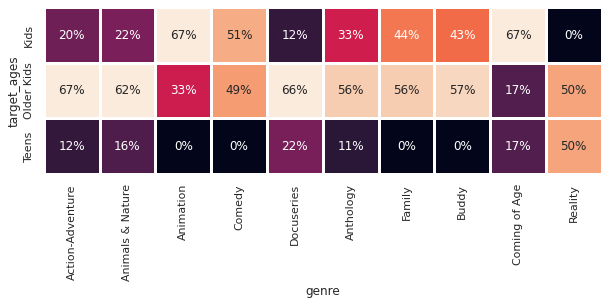 target_ages
Kids 20% 22% 67% 51% 12% 33% 44% 43% 67% 0%
Older Kids 67% 62% 33% 49% 66% 56% 56% 57% 17% 50%
Teens 12% 16% 0% 0% 22% 11% 0% 0% 17% 50%
Action-Adventure
Animals & Nature
Animation
Comedy
Docuseries
Anthology
Family
Buddy
Coming of Age
Reality
genre